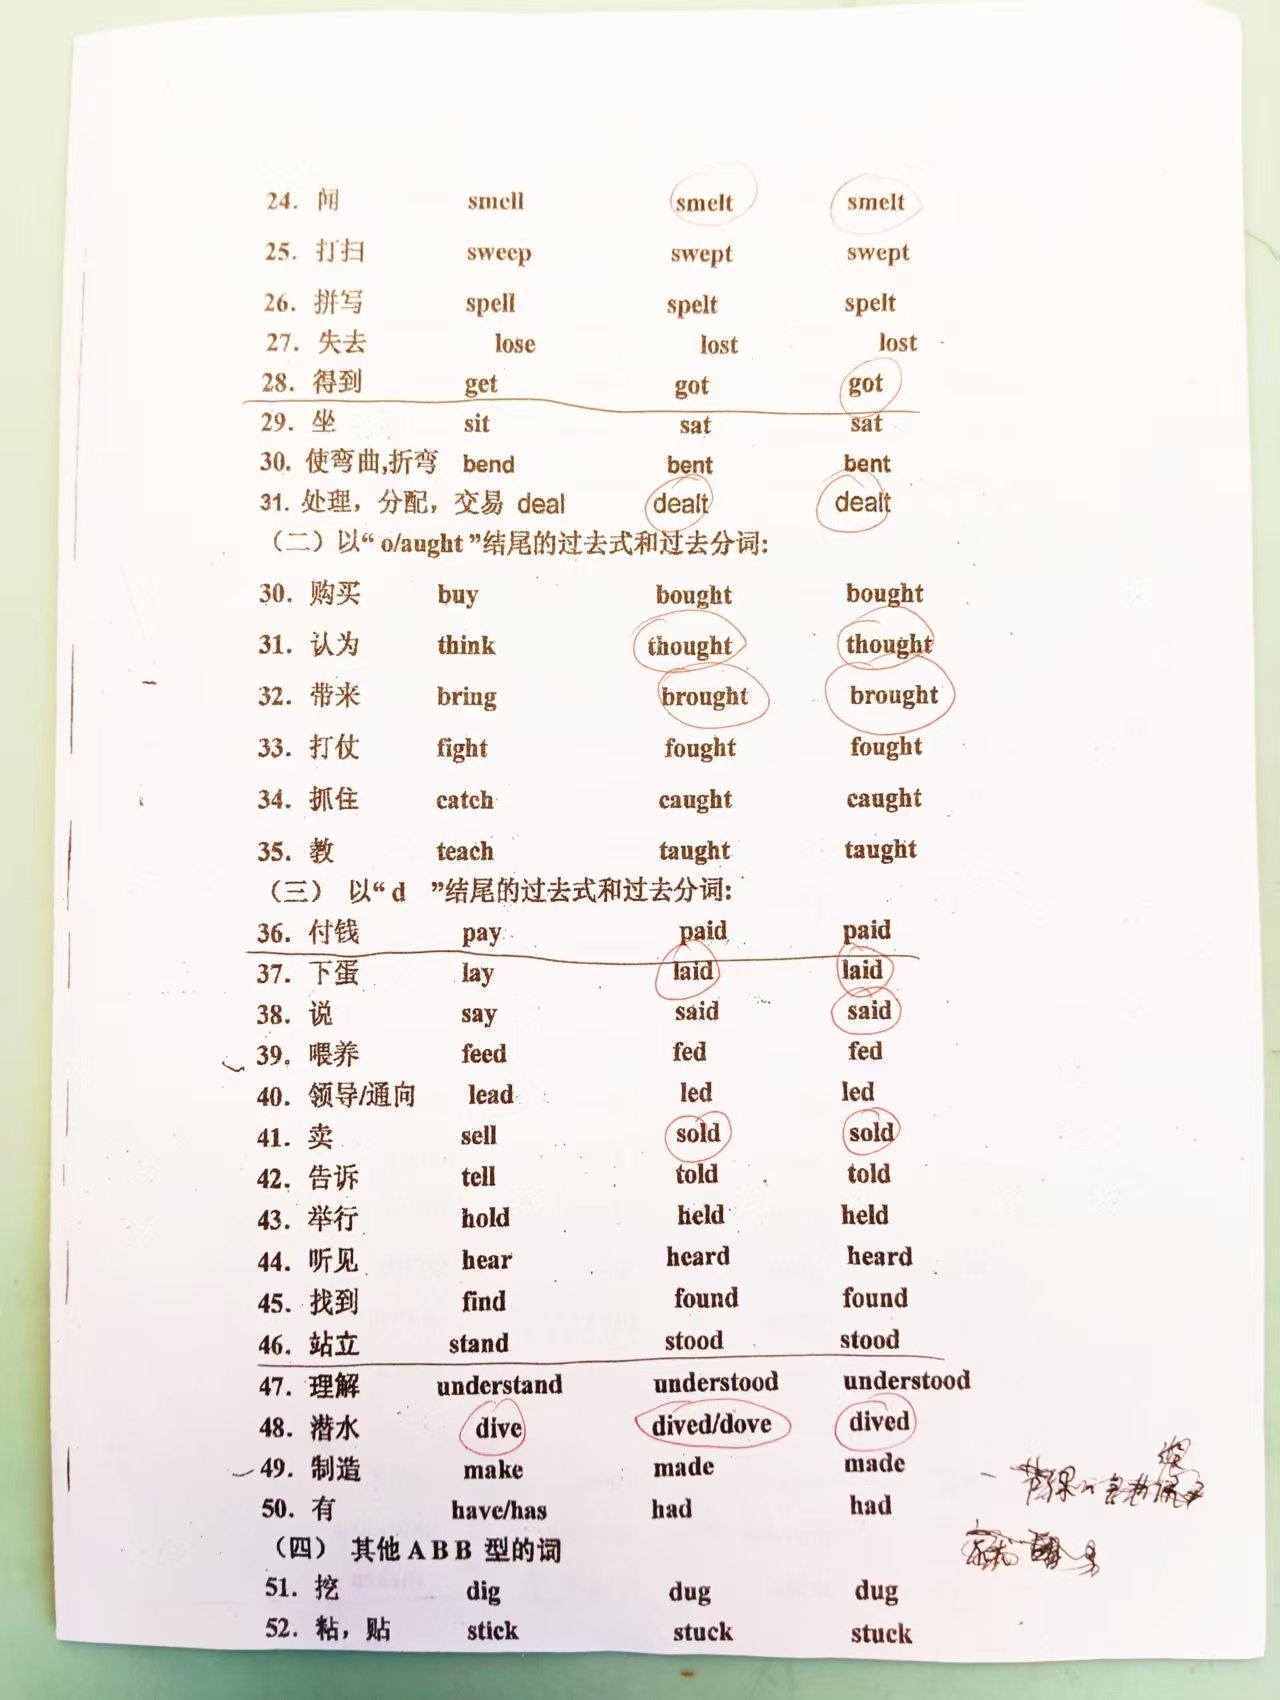 24. 闻 smell smelt smelt
25. 打扫 sweep swept swept
26. 拼写 spell spelt spelt
27. 失去 lose lost lost
28. 得到 get got got
29. 坐 sit sat sat
30. 使弯曲,折弯 bend bent bent
31. 处理，分配，交易 deal dealt dealt
（二）以“ o/aught ”结尾的过去式和过去分词:
30. 购买 buy bought bought
31. 认为 think thought thought
32. 带来 bring brought brought
33. 打仗 fight fought fought
34. 抓住 catch caught caught
35. 教 teach taught taught
（三） 以“ d ”结尾的过去式和过去分词:
36. 付钱 pay paid paid
37. 下蛋 lay laid laid
38. 说 say said said
39. 喂养 feed fed fed
40. 领导/通向 lead led led
41. 卖 sell sold sold
42. 告诉 tell told told
43. 举行 hold held held
44. 听见 hear heard heard
45. 找到 find found found
46. 站立 stand stood stood
47. 理解 understand understood understood
48. 潜水 dive dived/dove dived
49. 制造 make made made
50. 有 have/has had had
（四） 其他 A B B 型的词
51. 挖 dig dug dug
52. 粘，贴 stick stuck stuck